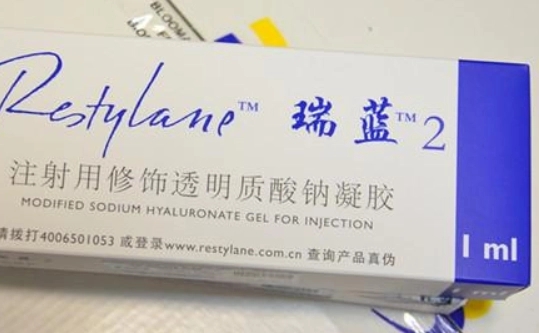 BLOOM
Restylane™ 瑞蓝™2
注射用修饰透明质酸钠凝胶
MODIFIED SODIUM HYALURONATE GEL FOR INJECTION
请拨打4006501053 或登录www.restylane.com.cn 查询产品真伪
1 ml